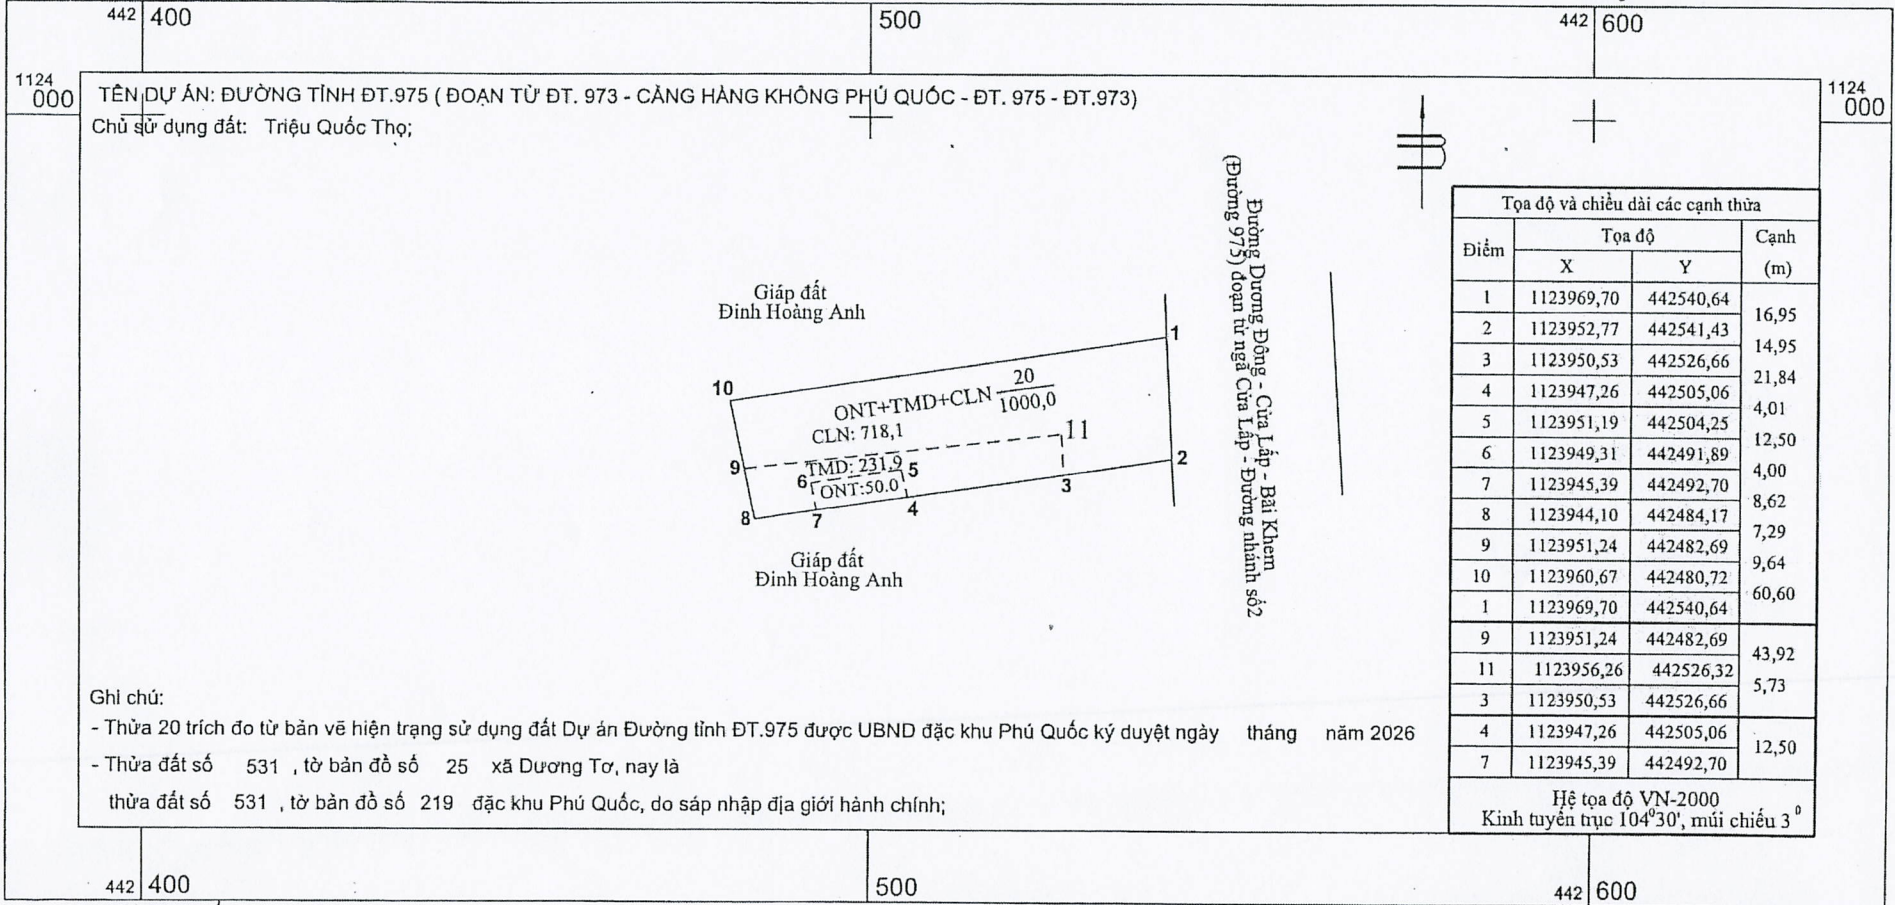 442 400
500
442 600
1124
000
1124
000
TÊN DỰ ÁN: ĐƯỜNG TỈNH ĐT.975 ( ĐOẠN TỪ ĐT. 973 - CẢNG HÀNG KHÔNG PHÚ QUỐC - ĐT. 975 - ĐT.973)
Chủ sử dụng đất: Triệu Quốc Thọ;
Đường Dương Đông - Cửa Lấp - Bãi Khem
(Đường 975) đoạn từ ngã Cửa Lấp - Đường nhánh số2
Giáp đất
Đinh Hoàng Anh
1
10
ONT+TMD+CLN 20
1000,0
CLN: 718,1
11
9
TMD: 231,9
5
2
6
ONT:50.0
3
8
7
4
Giáp đất
Đinh Hoàng Anh
Tọa độ và chiều dài các cạnh thửa
Điểm Tọa độ Cạnh
X Y (m)
1 1123969,70 442540,64
16,95
2 1123952,77 442541,43
14,95
3 1123950,53 442526,66
21,84
4 1123947,26 442505,06
4,01
5 1123951,19 442504,25
12,50
6 1123949,31 442491,89
4,00
7 1123945,39 442492,70
8,62
8 1123944,10 442484,17
7,29
9 1123951,24 442482,69
9,64
10 1123960,67 442480,72
60,60
1 1123969,70 442540,64
9 1123951,24 442482,69
43,92
11 1123956,26 442526,32
5,73
3 1123950,53 442526,66
4 1123947,26 442505,06
12,50
7 1123945,39 442492,70
Hệ tọa độ VN-2000
Kinh tuyến trục 104⁰30', múi chiếu 3⁰
Ghi chú:
- Thửa 20 trích đo từ bản vẽ hiện trạng sử dụng đất Dự án Đường tỉnh ĐT.975 được UBND đặc khu Phú Quốc ký duyệt ngày tháng năm 2026
- Thửa đất số 531 , tờ bản đồ số 25 xã Dương Tơ, nay là
thửa đất số 531 , tờ bản đồ số 219 đặc khu Phú Quốc, do sáp nhập địa giới hành chính;
442 400
500
442 600